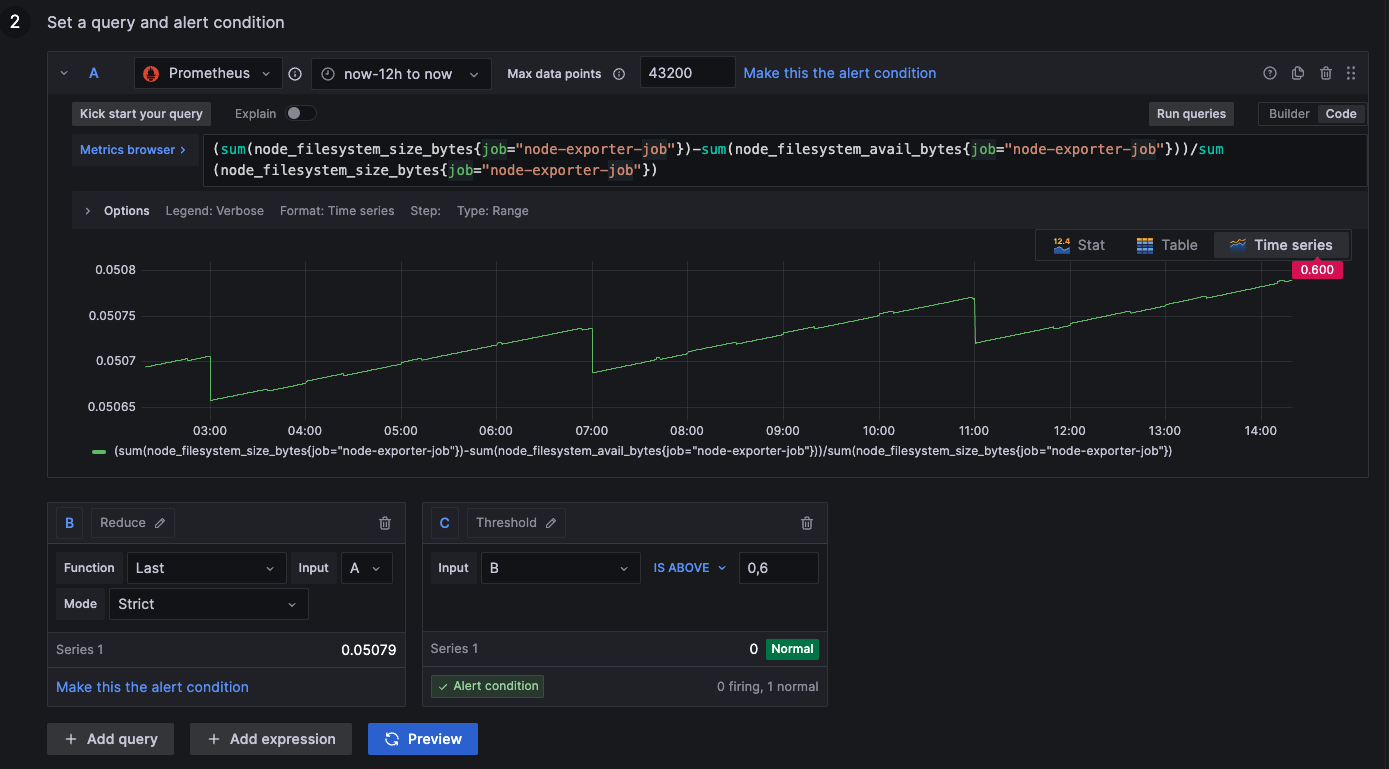 2 Set a query and alert condition
A Prometheus now-12h to now Max data points 43200 Make this the alert condition
Kick start your query Explain Run queries Builder Code
Metrics browser > (sum(node_filesystem_size_bytes{job="node-exporter-job"})-sum(node_filesystem_avail_bytes{job="node-exporter-job"}))/sum
(node_filesystem_size_bytes{job="node-exporter-job"})
> Options Legend: Verbose Format: Time series Step: Type: Range
12.4 Stat Table Time series
0.600
0.0508
0.05075
0.0507
0.05065
03:00 04:00 05:00 06:00 07:00 08:00 09:00 10:00 11:00 12:00 13:00 14:00
(sum(node_filesystem_size_bytes{job="node-exporter-job"})-sum(node_filesystem_avail_bytes{job="node-exporter-job"}))/sum(node_filesystem_size_bytes{job="node-exporter-job"})
B Reduce
Function Last Input A
Mode Strict
Series 1 0.05079
Make this the alert condition
C Threshold
Input B IS ABOVE 0,6
Series 1 0 Normal
Alert condition 0 firing, 1 normal
+ Add query + Add expression Preview